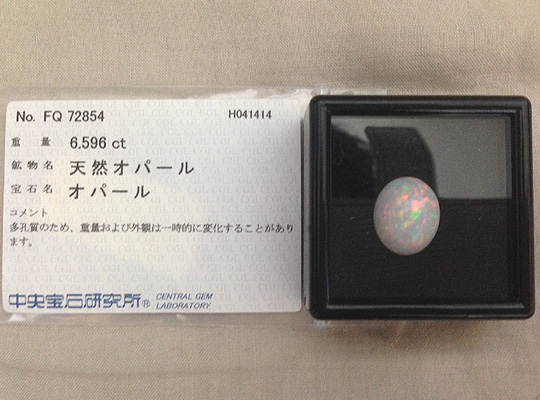 No. FQ 72854
H041414
重量 6.596 ct
鉱物名 天然オパール
宝石名 オパール
コメント
多孔質のため、重量および外観は一時的に変化することがあり
ます。
中央宝石研究所® CENTRAL GEM
LABORATORY.